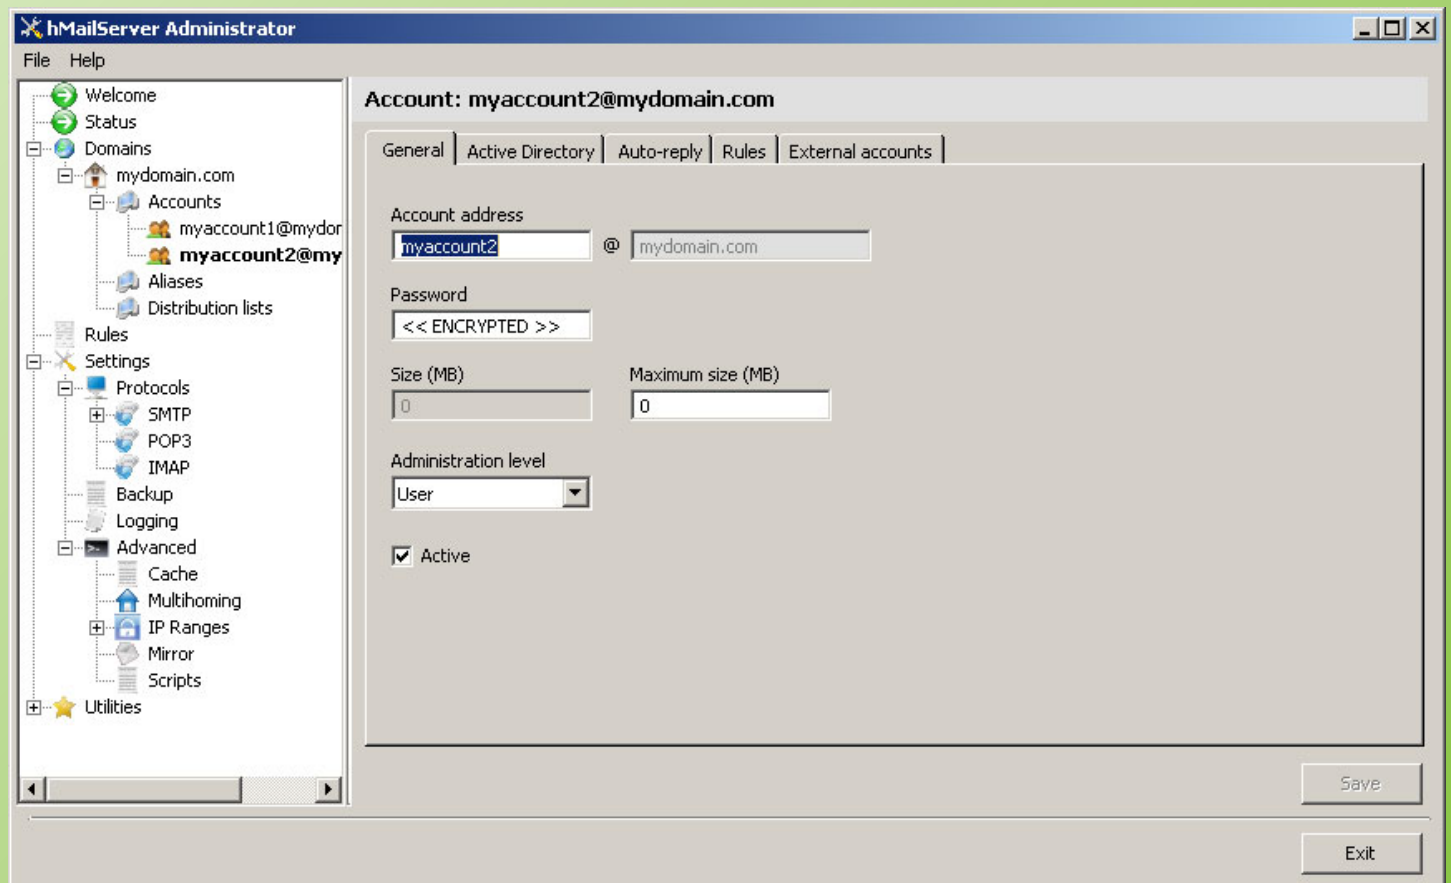 hMailServer Administrator
File Help
Welcome
Status
Domains
mydomain.com
Accounts
myaccount1@mydor
myaccount2@my
Aliases
Distribution lists
Rules
Settings
Protocols
SMTP
POP3
IMAP
Backup
Logging
Advanced
Cache
Multihoming
IP Ranges
Mirror
Scripts
Utilities
Account: myaccount2@mydomain.com
General Active Directory Auto-reply Rules External accounts
Account address
myaccount2 @ mydomain.com
Password
<< ENCRYPTED >>
Size (MB) Maximum size (MB)
0 0
Administration level
User
Active
Save
Exit